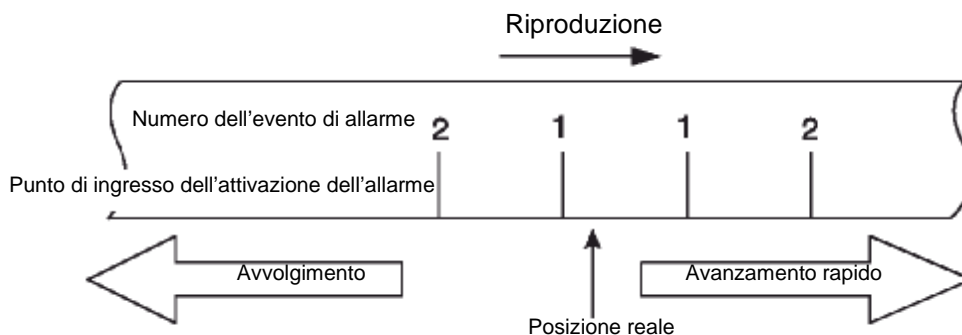 Riproduzione
Numero dell'evento di allarme
2 1 1 2
Punto di ingresso dell'attivazione dell'allarme
Avvolgimento
Avanzamento rapido
Posizione reale